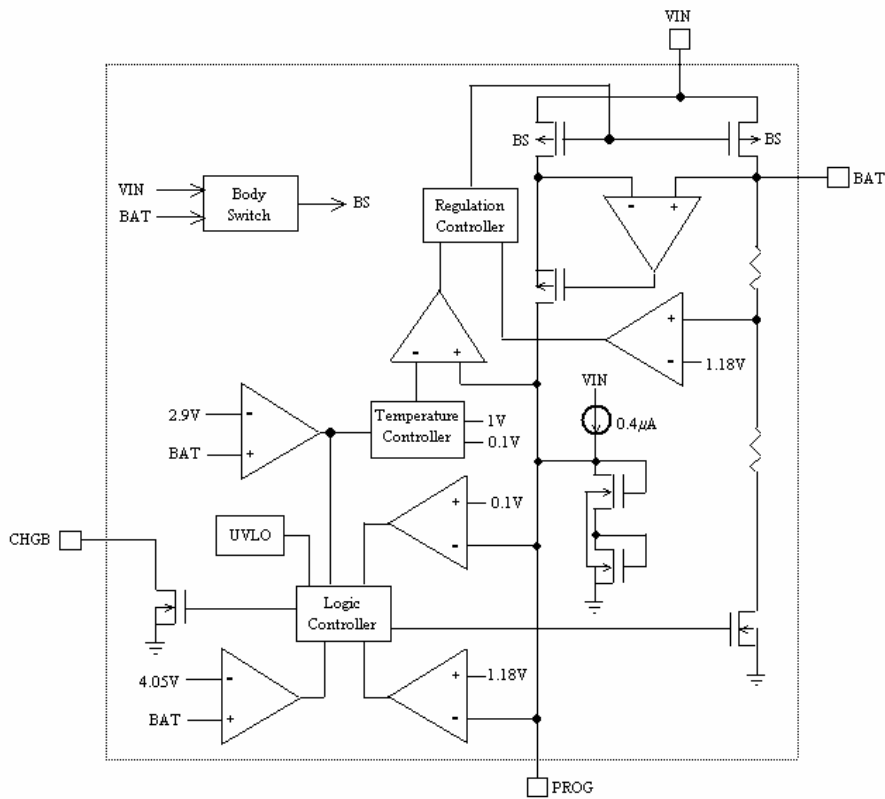 VIN
BS
BS
VIN
BAT
Body
Switch
BS
BAT
Regulation
Controller
- +
- +
+
-
1.18V
VIN
0.4µA
2.9V
BAT
-
+
Temperature
Controller
1V
0.1V
+
-
0.1V
CHGB
UVLO
Logic
Controller
4.05V
BAT
-
+
+
-
1.18V
PROG